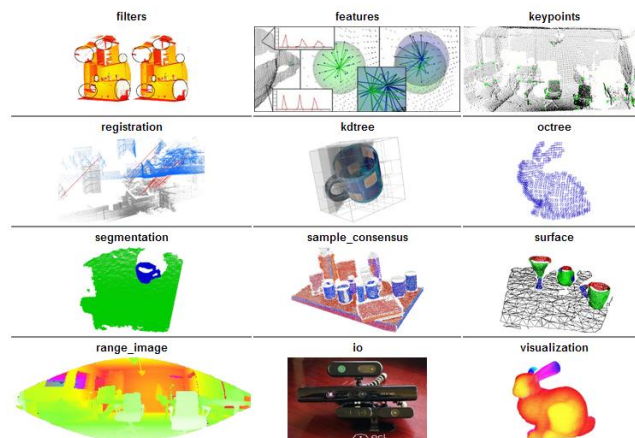 filters
features
keypoints
registration
kdtree
octree
segmentation
sample_consensus
surface
range_image
io
visualization